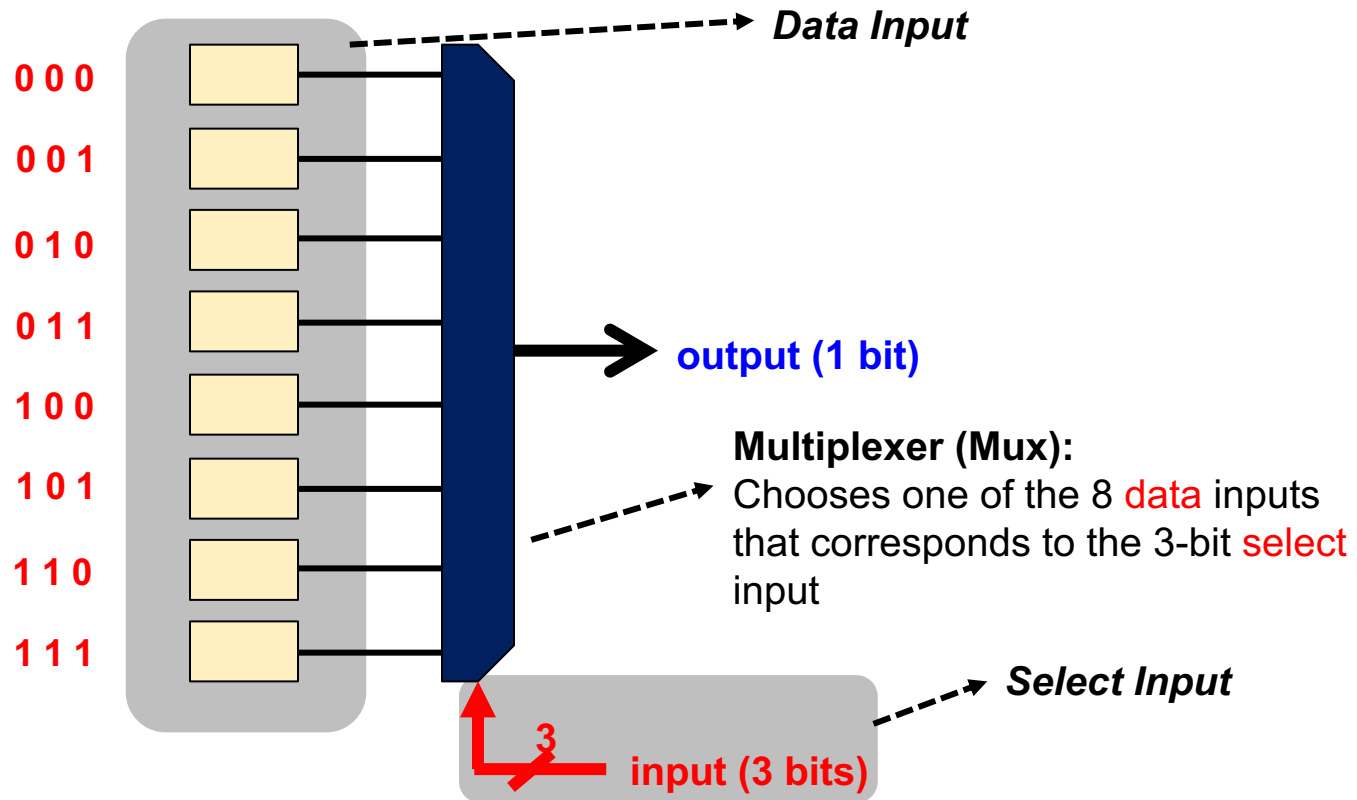 Data Input
0 0 0
0 0 1
0 1 0
0 1 1
output (1 bit)
1 0 0
Multiplexer (Mux):
Chooses one of the 8 data inputs
that corresponds to the 3-bit select
input
1 0 1
1 1 0
1 1 1
Select Input
3
input (3 bits)